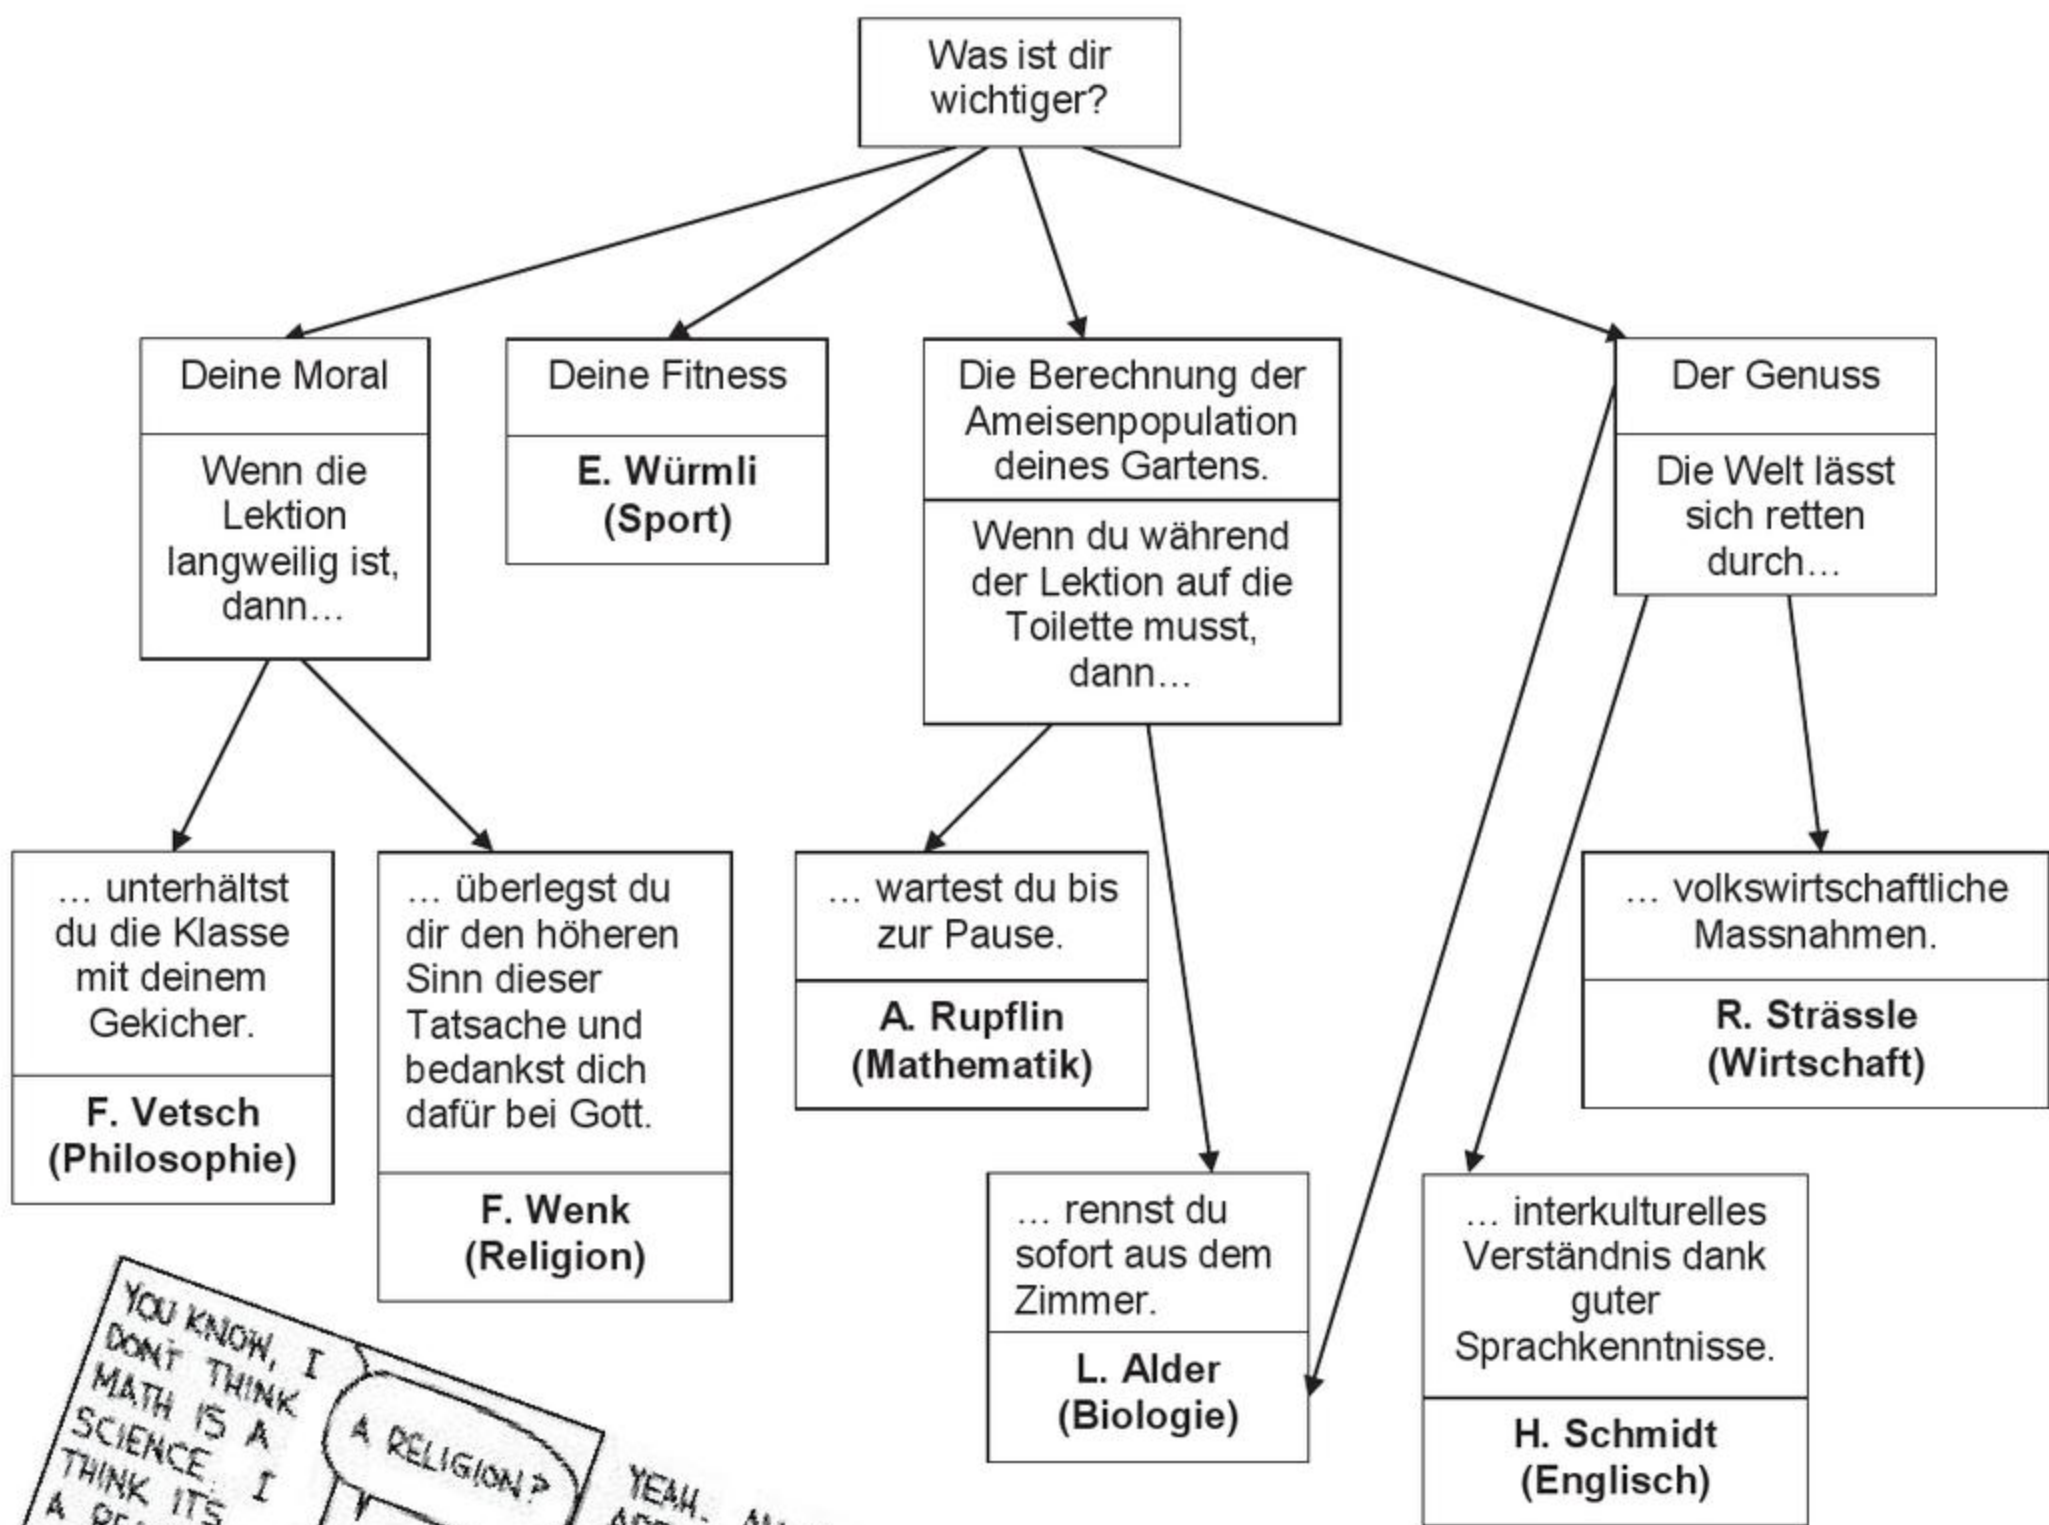 Was ist dir
wichtiger?
Deine Moral
Wenn die
Lektion
langweilig ist,
dann...
Deine Fitness
E. Würmli
(Sport)
Die Berechnung der
Ameisenpopulation
deines Gartens.
Wenn du während
der Lektion auf die
Toilette musst,
dann...
Der Genuss
Die Welt lässt
sich retten
durch...
... unterhältst
du die Klasse
mit deinem
Gekicher.
F. Vetsch
(Philosophie)
... überlegst du
dir den höheren
Sinn dieser
Tatsache und
bedankst dich
dafür bei Gott.
F. Wenk
(Religion)
... wartest du bis
zur Pause.
A. Rupflin
(Mathematik)
... rennst du
sofort aus dem
Zimmer.
L. Alder
(Biologie)
... volkswirtschaftliche
Massnahmen.
R. Strässle
(Wirtschaft)
... interkulturelles
Verständnis dank
guter
Sprachkenntnisse.
H. Schmidt
(Englisch)
YOU KNOW, I
DON'T THINK
MATH IS A
SCIENCE. I
THINK IT'S
A
A RELIGION?
YEAH.